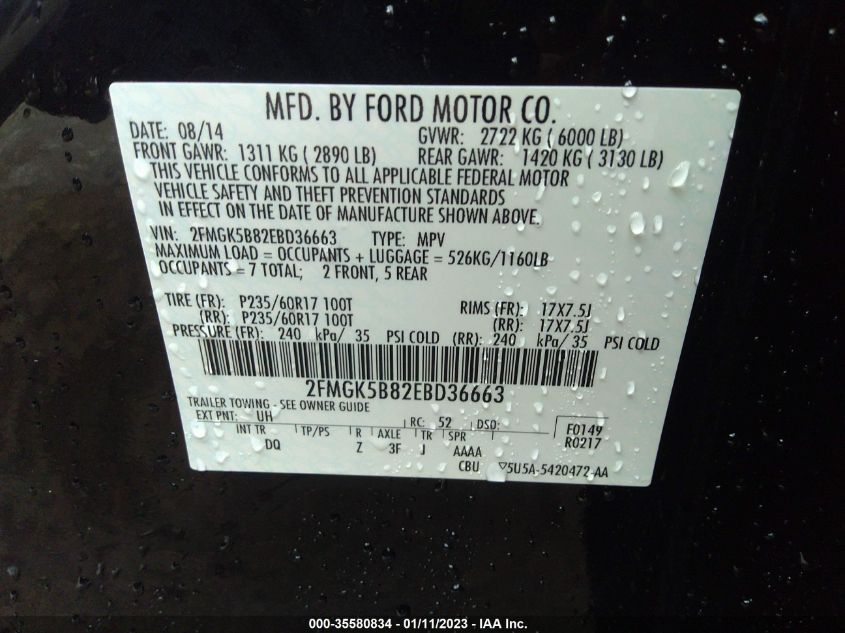 MFD. BY FORD MOTOR CO.
DATE: 08/14 GVWR: 2722 KG ( 6000 LB)
FRONT GAWR: 1311 KG ( 2890 LB) REAR GAWR: 1420 KG ( 3130 LB)
THIS VEHICLE CONFORMS TO ALL APPLICABLE FEDERAL MOTOR
VEHICLE SAFETY AND THEFT PREVENTION STANDARDS
IN EFFECT ON THE DATE OF MANUFACTURE SHOWN ABOVE.
VIN: 2FMGK5B82EBD36663 TYPE: MPV
MAXIMUM LOAD = OCCUPANTS + LUGGAGE = 526KG/1160LB
OCCUPANTS = 7 TOTAL; 2 FRONT, 5 REAR
TIRE (FR): P235/60R17 100T RIMS (FR): 17X7.5J
(RR): P235/60R17 100T (RR): 17X7.5J
PRESSURE (FR): 240 kPa/ 35 PSI COLD (RR): 240 kPa/ 35 PSI COLD
2FMGK5B82EBD36663
TRAILER TOWING - SEE OWNER GUIDE
EXT PNT: UH RC: 52 DSO: F0149
INT TR TP/PS R AXLE TR SPR R0217
DQ Z 3F J AAAA
CBU ▽5U5A-5420472-AA
000-35580834 - 01/11/2023 - IAA Inc.